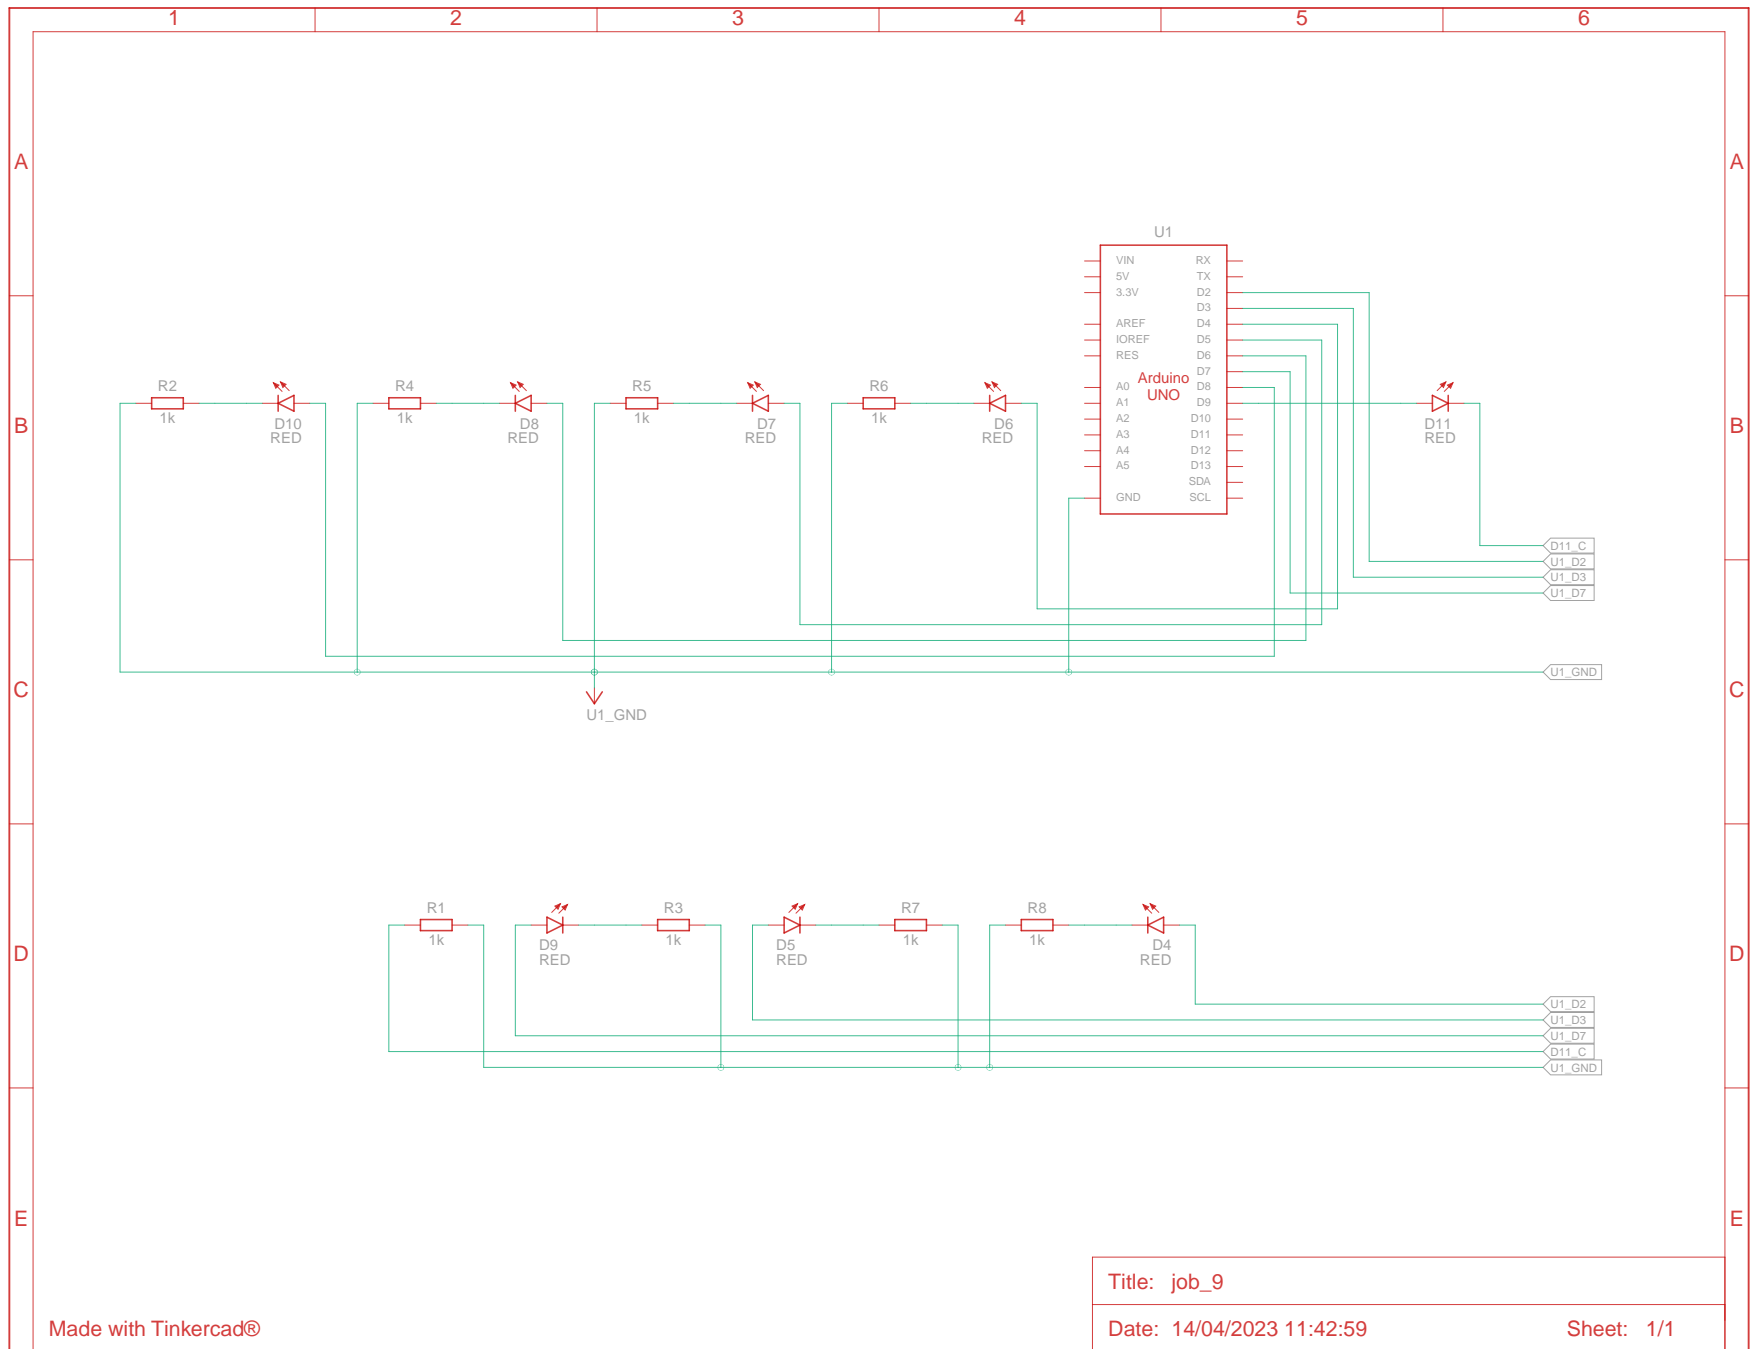 1 2 3 4 5 6
A A
U1
VIN RX
5V TX
3.3V D2
D3
AREF D4
IOREF D5
RES D6
D7
Arduino
A0 D8
UNO
A1 D9
A2 D10
A3 D11
A4 D12
A5 D13
SDA
GND SCL
R2 R4 R5 R6
1k 1k 1k 1k
D10 D8 D7 D6 D11
RED RED RED RED RED
B B
D11_C
U1_D2
U1_D3
U1_D7
U1_GND
C C
U1_GND
R1 R3 R7 R8
1k 1k 1k 1k
D9 D5 D4
RED RED RED
D D
U1_D2
U1_D3
U1_D7
D11_C
U1_GND
E E
Title: job_9
Made with Tinkercad®
Date: 14/04/2023 11:42:59 Sheet: 1/1